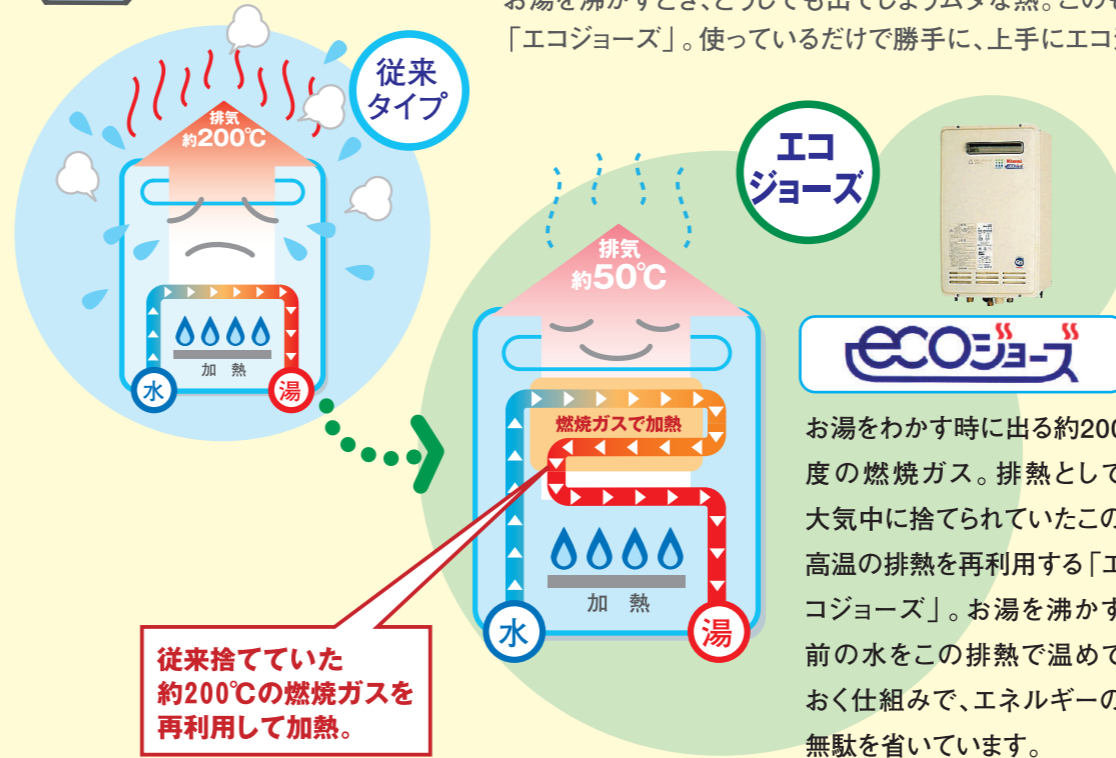 お湯を沸かすとき、どうしても出てしまうムダな熱。このも
「エコジョーズ」。使っているだけで勝手に、上手にエコ
従来
タイプ
排気
約200℃
加 熱
水
湯
エコ
ジョーズ
排気
約50℃
燃焼ガスで加熱
加 熱
水
湯
従来捨てていた
約200℃の燃焼ガスを
再利用して加熱。
ecoジョーズ
お湯をわかす時に出る約200
度の燃焼ガス。排熱として
大気中に捨てられていたこの
高温の排熱を再利用する「エ
コジョーズ」。お湯を沸かす
前の水をこの排熱で温めて
おく仕組みで、エネルギーの
無駄を省いています。